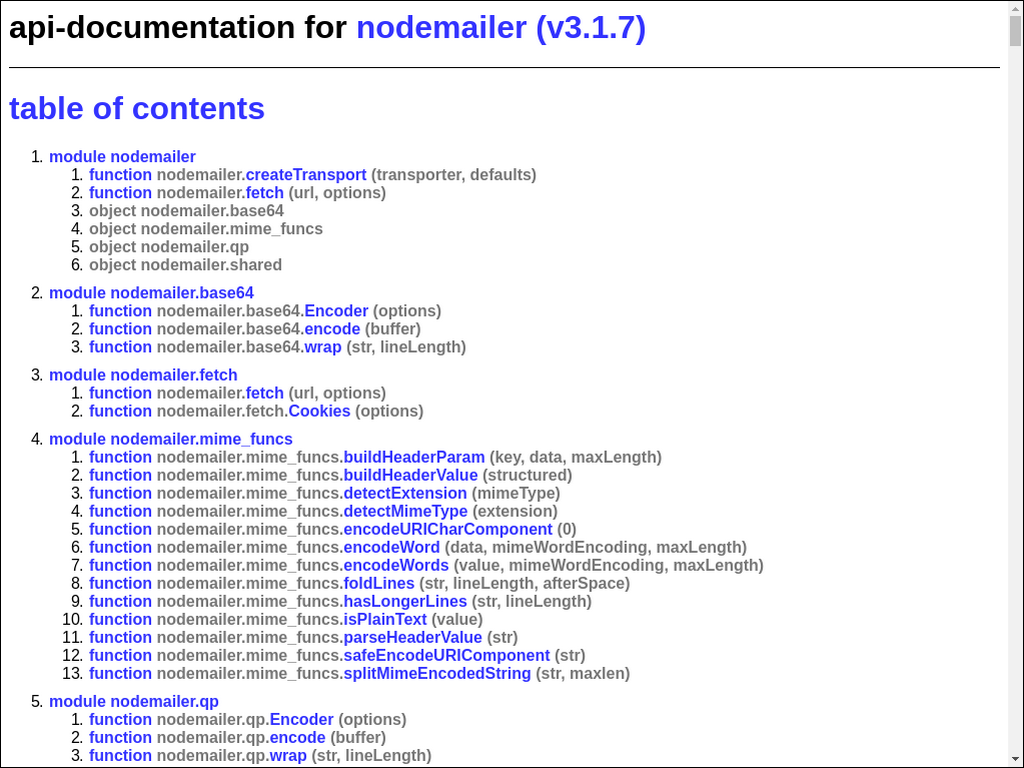 api-documentation for nodemailer (v3.1.7)
table of contents
1. module nodemailer
1. function nodemailer.createTransport (transporter, defaults)
2. function nodemailer.fetch (url, options)
3. object nodemailer.base64
4. object nodemailer.mime_funcs
5. object nodemailer.qp
6. object nodemailer.shared
2. module nodemailer.base64
1. function nodemailer.base64.Encoder (options)
2. function nodemailer.base64.encode (buffer)
3. function nodemailer.base64.wrap (str, lineLength)
3. module nodemailer.fetch
1. function nodemailer.fetch (url, options)
2. function nodemailer.fetch.Cookies (options)
4. module nodemailer.mime_funcs
1. function nodemailer.mime_funcs.buildHeaderParam (key, data, maxLength)
2. function nodemailer.mime_funcs.buildHeaderValue (structured)
3. function nodemailer.mime_funcs.detectExtension (mimeType)
4. function nodemailer.mime_funcs.detectMimeType (extension)
5. function nodemailer.mime_funcs.encodeURICharComponent (0)
6. function nodemailer.mime_funcs.encodeWord (data, mimeWordEncoding, maxLength)
7. function nodemailer.mime_funcs.encodeWords (value, mimeWordEncoding, maxLength)
8. function nodemailer.mime_funcs.foldLines (str, lineLength, afterSpace)
9. function nodemailer.mime_funcs.hasLongerLines (str, lineLength)
10. function nodemailer.mime_funcs.isPlainText (value)
11. function nodemailer.mime_funcs.parseHeaderValue (str)
12. function nodemailer.mime_funcs.safeEncodeURIComponent (str)
13. function nodemailer.mime_funcs.splitMimeEncodedString (str, maxlen)
5. module nodemailer.qp
1. function nodemailer.qp.Encoder (options)
2. function nodemailer.qp.encode (buffer)
3. function nodemailer.qp.wrap (str, lineLength)